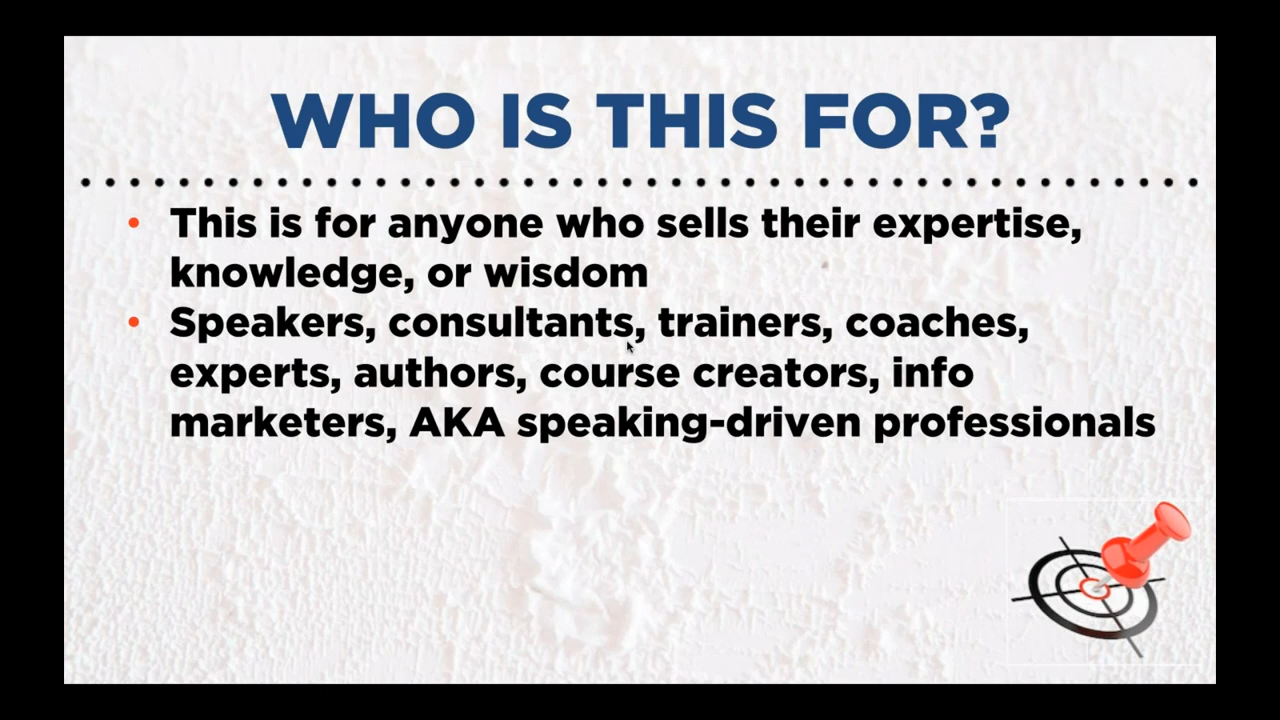 WHO IS THIS FOR?
• This is for anyone who sells their expertise,
knowledge, or wisdom
• Speakers, consultants, trainers, coaches,
experts, authors, course creators, info
marketers, AKA speaking-driven professionals